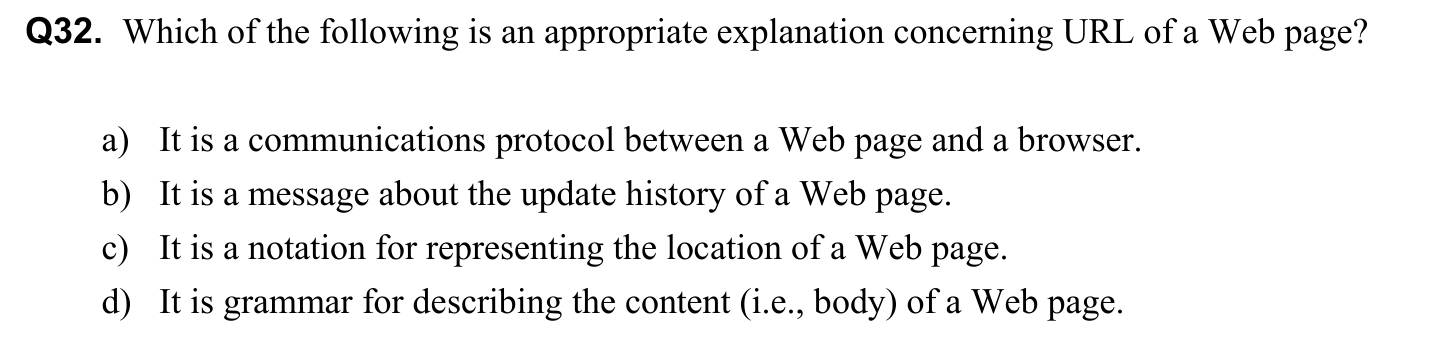 Q32. Which of the following is an appropriate explanation concerning URL of a Web page?
a) It is a communications protocol between a Web page and a browser.
b) It is a message about the update history of a Web page.
c) It is a notation for representing the location of a Web page.
d) It is grammar for describing the content (i.e., body) of a Web page.